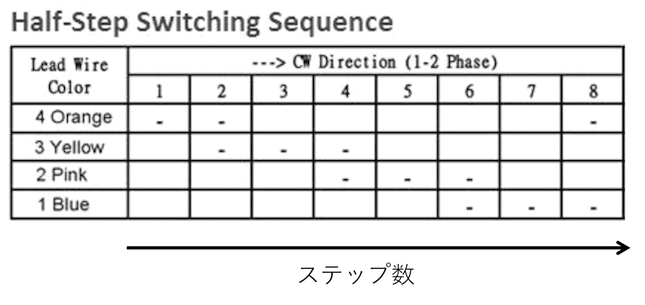 Half-Step Switching Sequence
Lead Wire Color ---> CW Direction (1-2 Phase)
1 2 3 4 5 6 7 8
4 Orange - - -
3 Yellow - - -
2 Pink - - -
1 Blue - - -
ステップ数